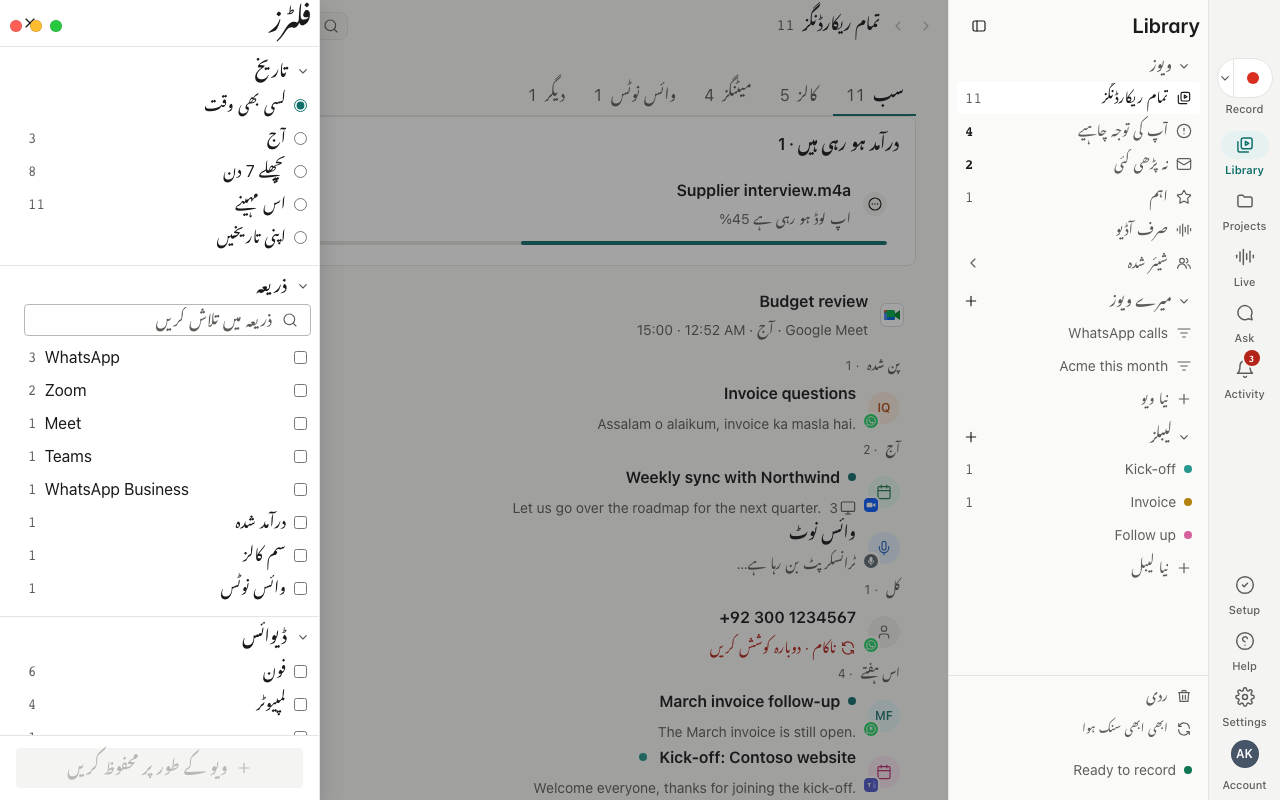 Record
Library
Projects
Live
Ask
3
Activity
Setup
Help
Settings
AK
Account
Library
ویوز
تمام ریکارڈنگز 11
آپ کی توجہ چاہیے 4
نہ پڑھی گئی 2
اہم 1
صرف آڈیو
شیئر شدہ
میرے ویوز
WhatsApp calls
Acme this month
نیا ویو
لیبلز
Kick-off 1
Invoice 1
Follow up
نیا لیبل
ردی
ابھی ابھی سنک ہوا
Ready to record
تمام ریکارڈنگز 11
سب 11
کالز 5
میٹنگز 4
وائس نوٹس 1
دیگر 1
درآمد ہو رہی ہیں · 1
Supplier interview.m4a
اپ لوڈ ہو رہی ہے 45%
Budget review
Google Meet · آج · 12:52 AM · 15:00
پن شدہ · 1
IQ
Invoice questions
Assalam o alaikum, invoice ka masla hai.
آج · 2
Weekly sync with Northwind
Let us go over the roadmap for the next quarter. 3
وائس نوٹ
ٹرانسکرپٹ بن رہا ہے...
کل · 1
+92 300 1234567
ناکام · دوبارہ کوشش کریں
اس ہفتے · 4
MF
March invoice follow-up
The March invoice is still open.
Kick-off: Contoso website
Welcome everyone, thanks for joining the kick-off.
فلٹرز
تاریخ
کسی بھی وقت
آج 3
پچھلے 7 دن 8
اس مہینے 11
اپنی تاریخیں
ذریعہ
ذریعہ میں تلاش کریں
WhatsApp 3
Zoom 2
Meet 1
Teams 1
WhatsApp Business 1
درآمد شدہ 1
سم کالز 1
وائس نوٹس 1
ڈیوائس
فون 6
کمپیوٹر 4
ویو کے طور پر محفوظ کریں